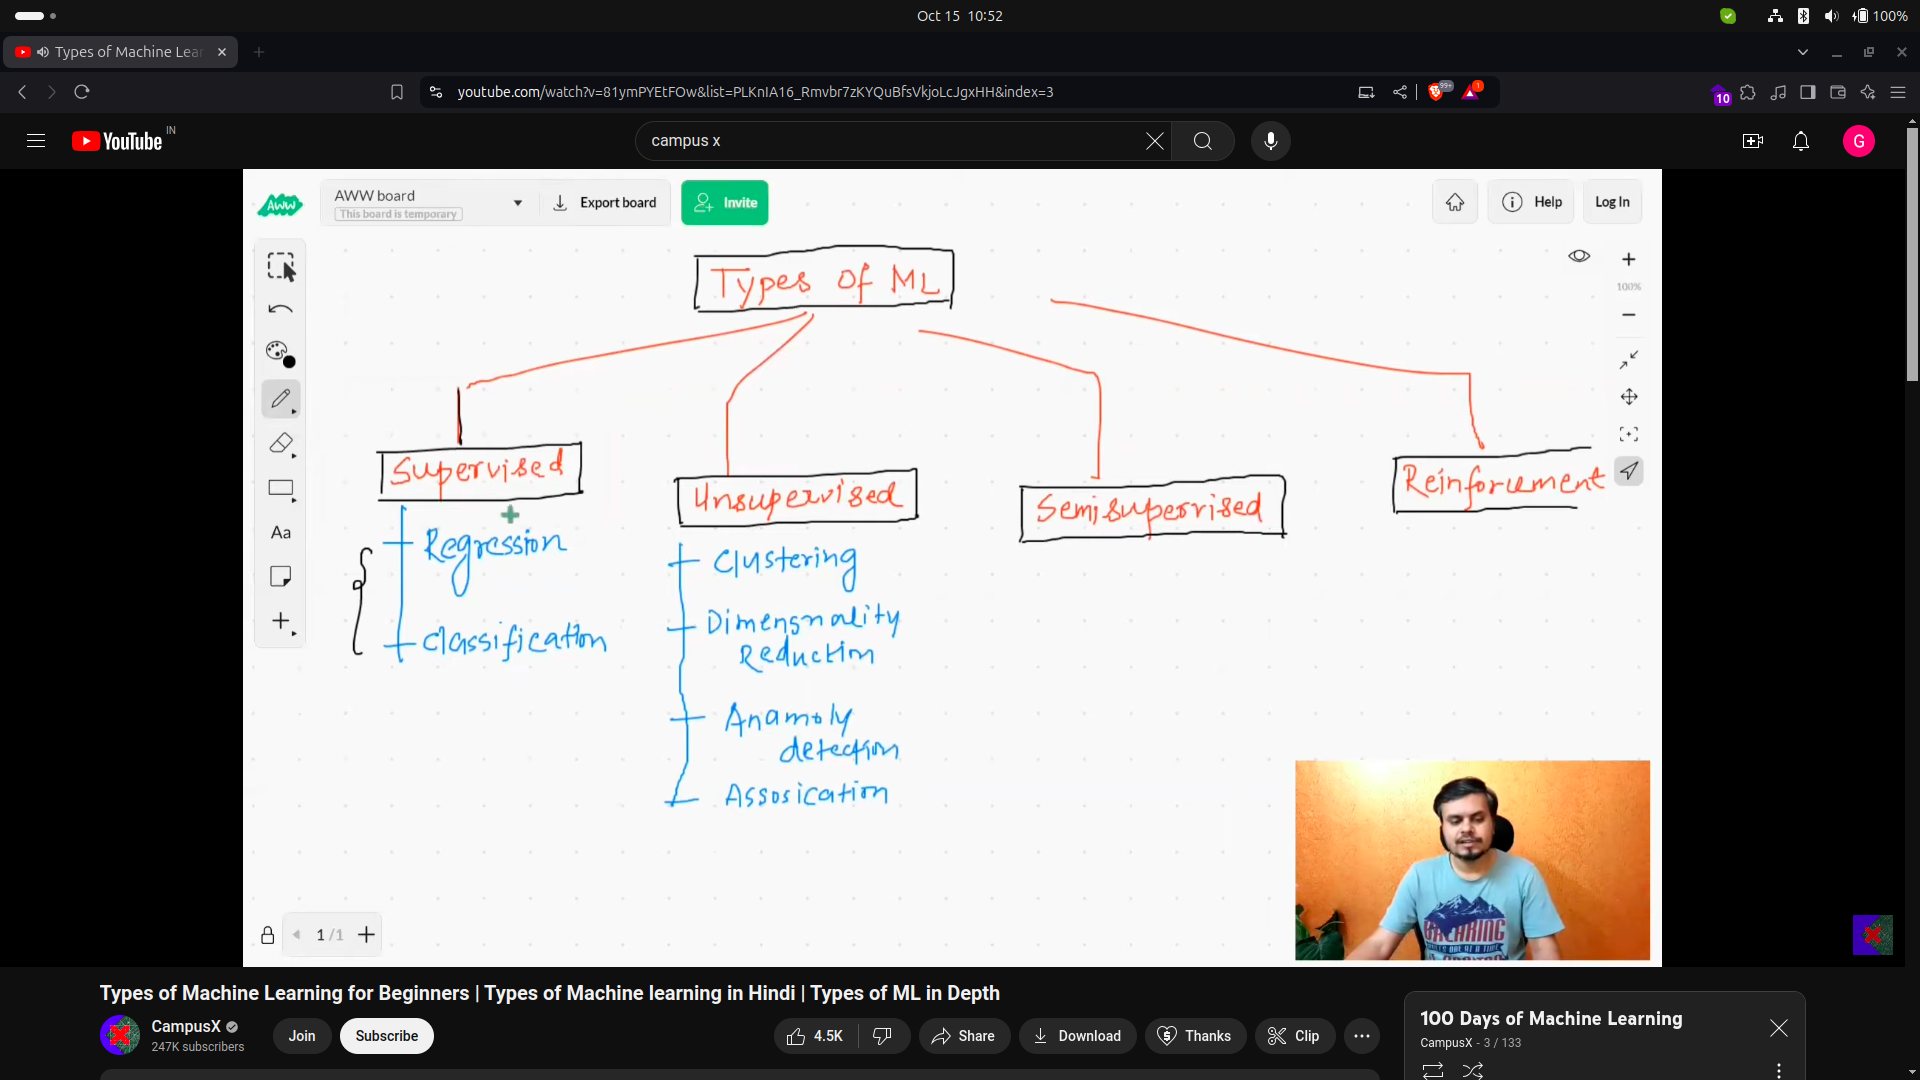 Oct 15 10:52
100%
Types of Machine Lear
youtube.com/watch?v=81ymPYEtFOw&list=PLKnIA16_Rmvbr7zKYQuBfsVkjoLcJgxHH&index=3
99+
1
10
YouTube IN
campus x
G
AWW
AWW board
This board is temporary
Export board
Invite
Help
Log In
100%
Types of ML
Supervised
Unsupervised
Semisupervised
Reinforcement
Regression
Classification
Clustering
Dimensnality
Reduction
Anamoly
detection
Assosication
Aa
1 / 1
Types of Machine Learning for Beginners | Types of Machine learning in Hindi | Types of ML in Depth
CampusX
247K subscribers
Join
Subscribe
4.5K
Share
Download
Thanks
Clip
100 Days of Machine Learning
CampusX - 3 / 133